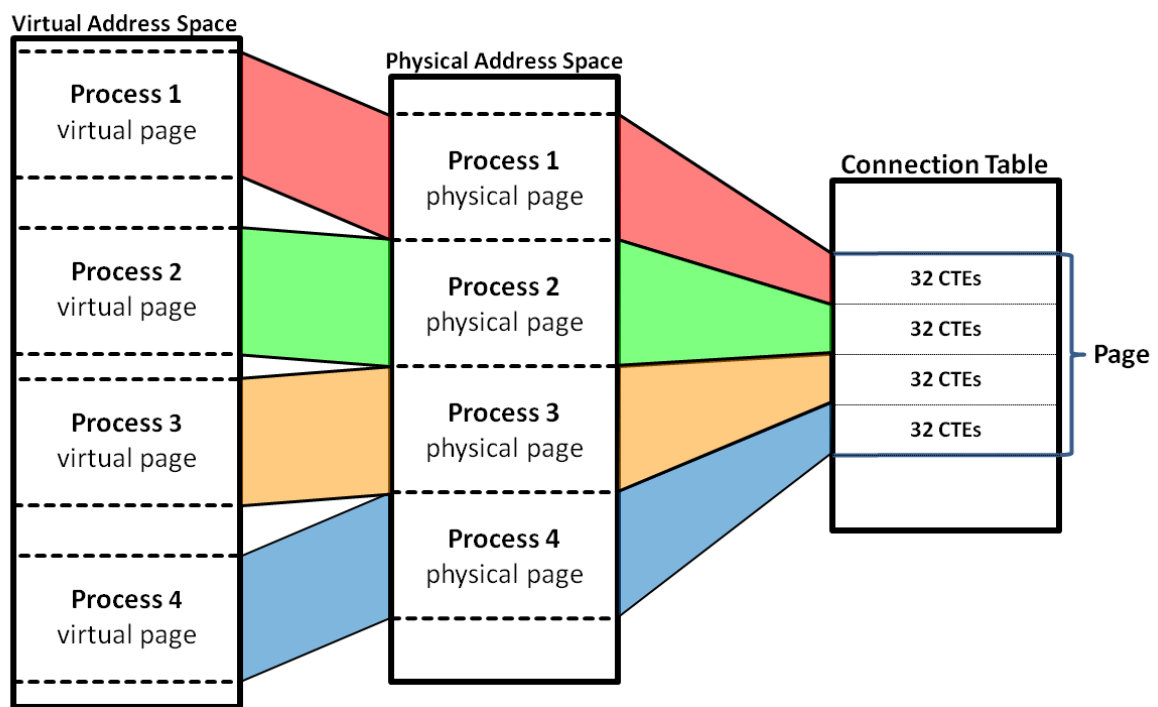 Virtual Address Space
Process 1
virtual page
Process 2
virtual page
Process 3
virtual page
Process 4
virtual page
Physical Address Space
Process 1
physical page
Process 2
physical page
Process 3
physical page
Process 4
physical page
Connection Table
32 CTEs
32 CTEs
32 CTEs
32 CTEs
Page